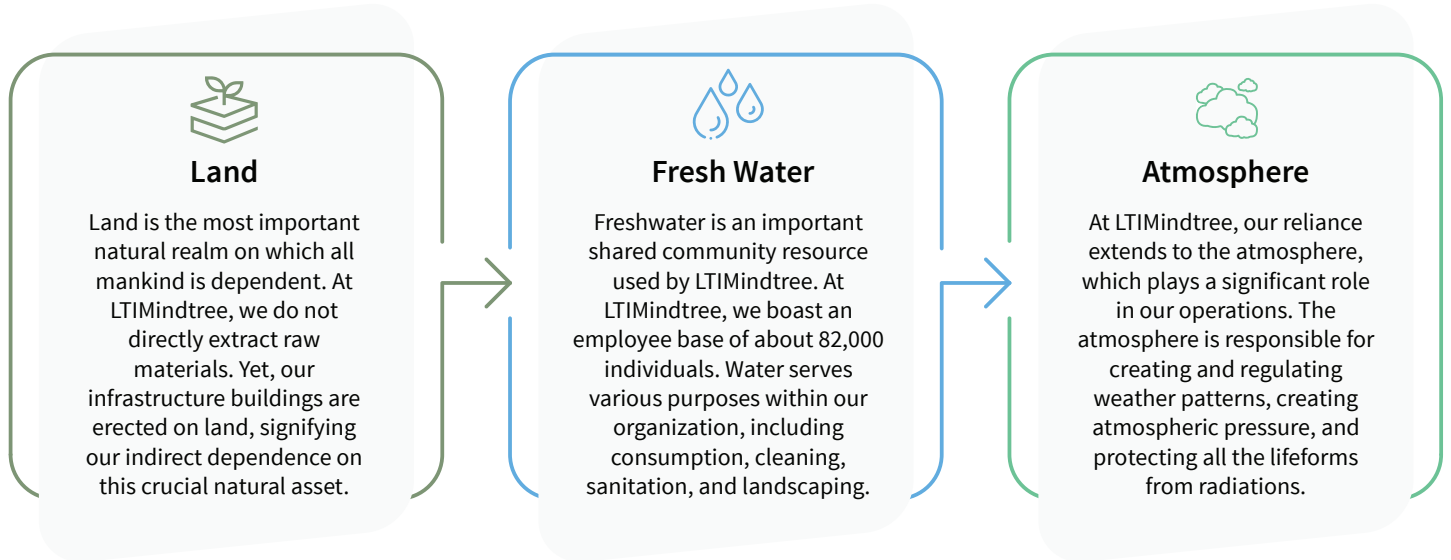 Land
Land is the most important
natural realm on which all
mankind is dependent. At
LTIMindtree, we do not
directly extract raw
materials. Yet, our
infrastructure buildings are
erected on land, signifying
our indirect dependence on
this crucial natural asset.
Fresh Water
Freshwater is an important
shared community resource
used by LTIMindtree. At
LTIMindtree, we boast an
employee base of about 82,000
individuals. Water serves
various purposes within our
organization, including
consumption, cleaning,
sanitation, and landscaping.
Atmosphere
At LTIMindtree, our reliance
extends to the atmosphere,
which plays a significant role
in our operations. The
atmosphere is responsible for
creating and regulating
weather patterns, creating
atmospheric pressure, and
protecting all the lifeforms
from radiations.